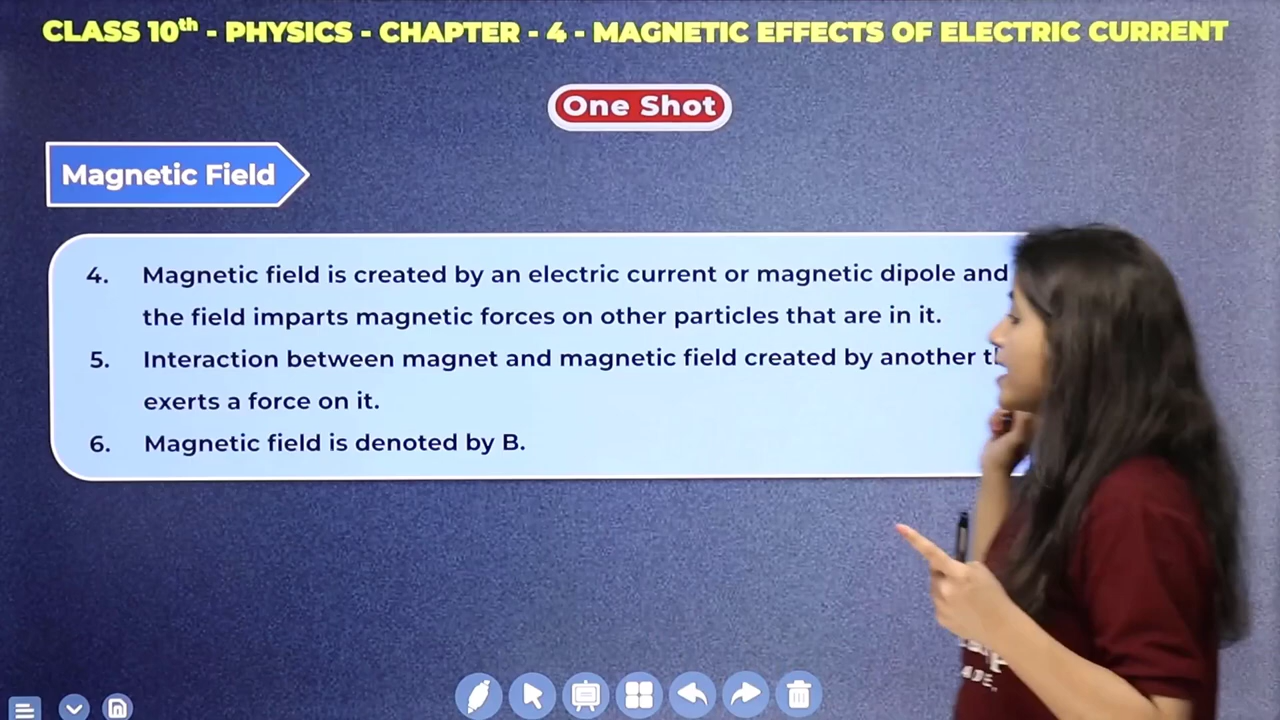 CLASS 10th - PHYSICS - CHAPTER - 4 - MAGNETIC EFFECTS OF ELECTRIC CURRENT
One Shot
Magnetic Field
4. Magnetic field is created by an electric current or magnetic dipole and
the field imparts magnetic forces on other particles that are in it.
5. Interaction between magnet and magnetic field created by another
exerts a force on it.
6. Magnetic field is denoted by B.